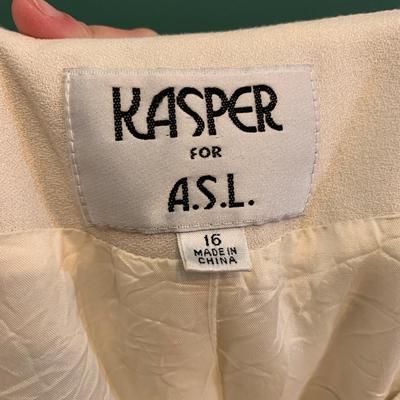 KASPER
FOR
A.S.L.
16
MADE IN
CHINA